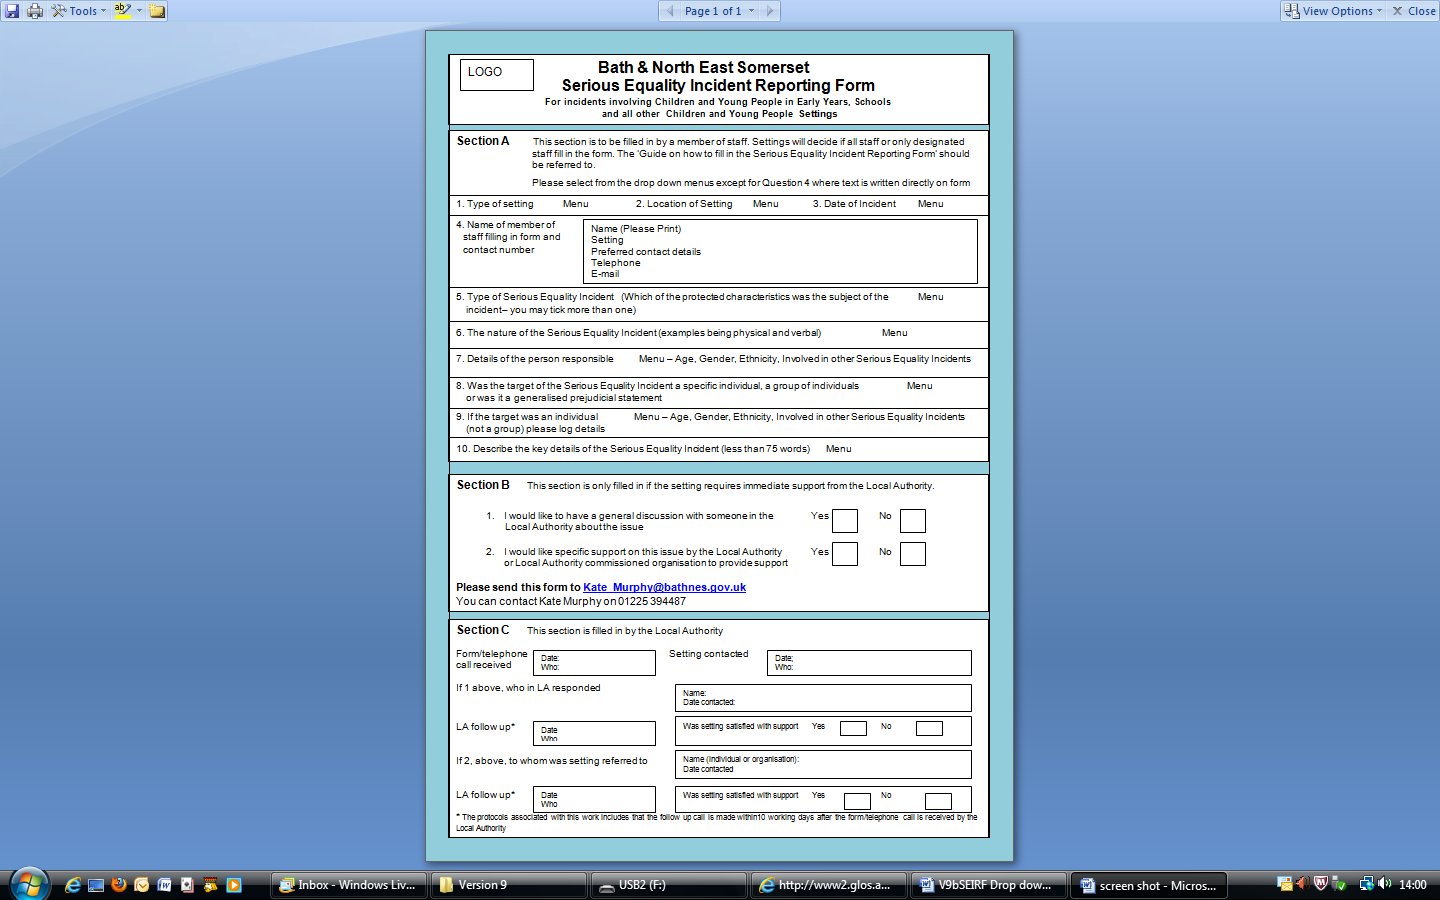 Tools
ab
Page 1 of 1
View Options
Close
LOGO
Bath & North East Somerset
Serious Equality Incident Reporting Form
For incidents involving Children and Young People in Early Years, Schools
and all other Children and Young People Settings
Section A This section is to be filled in by a member of staff. Settings will decide if all staff or only designated
staff fill in the form. The 'Guide on how to fill in the Serious Equality Incident Reporting Form' should
be referred to.
Please select from the drop down menus except for Question 4 where text is written directly on form
1. Type of setting Menu 2. Location of Setting Menu 3. Date of Incident Menu
4. Name of member of
staff filling in form and
contact number
Name (Please Print)
Setting
Preferred contact details
Telephone
E-mail
5. Type of Serious Equality Incident (Which of the protected characteristics was the subject of the Menu
incident– you may tick more than one)
6. The nature of the Serious Equality Incident (examples being physical and verbal) Menu
7. Details of the person responsible Menu – Age, Gender, Ethnicity, Involved in other Serious Equality Incidents
8. Was the target of the Serious Equality Incident a specific individual, a group of individuals Menu
or was it a generalised prejudicial statement
9. If the target was an individual Menu – Age, Gender, Ethnicity, Involved in other Serious Equality Incidents
(not a group) please log details
10. Describe the key details of the Serious Equality Incident (less than 75 words) Menu
Section B This section is only filled in if the setting requires immediate support from the Local Authority.
1. I would like to have a general discussion with someone in the Yes No
Local Authority about the issue
2. I would like specific support on this issue by the Local Authority Yes No
or Local Authority commissioned organisation to provide support
Please send this form to Kate_Murphy@bathnes.gov.uk
You can contact Kate Murphy on 01225 394487
Section C This section is filled in by the Local Authority
Form/telephone
call received
Date:
Who:
Setting contacted
Date;
Who:
If 1 above, who in LA responded
Name:
Date contacted:
LA follow up*
Date
Who
Was setting satisfied with support Yes No
If 2, above, to whom was setting referred to
Name (Individual or organisation):
Date contacted
LA follow up*
Date
Who
Was setting satisfied with support Yes No
* The protocols associated with this work includes that the follow up call is made within10 working days after the form/telephone call is received by the
Local Authority
Inbox - Windows Liv...
Version 9
USB2 (F:)
http://www2.glos.a...
V9bSEIRF Drop dow...
screen shot - Micros...
14:00